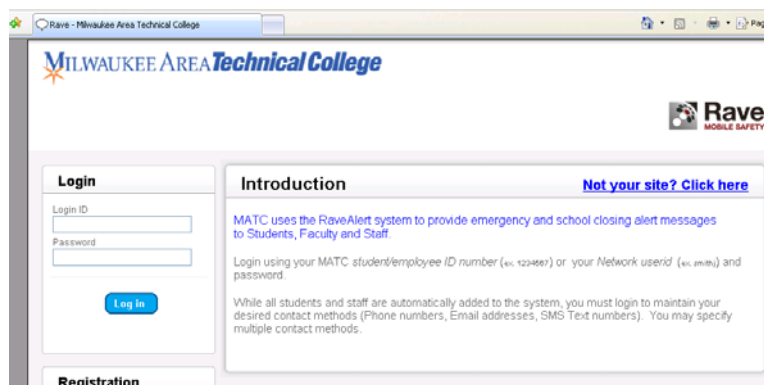 Rave - Milwaukee Area Technical College
Pag
MILWAUKEE AREA Technical College
Rave
MOBILE SAFETY
Login
Login ID
Password
Log in
Registration
Introduction
Not your site? Click here
MATC uses the RaveAlert system to provide emergency and school closing alert messages
to Students, Faculty and Staff.
Login using your MATC student/employee ID number (ex. 1234567) or your Network userid (ex. smithj) and
password.
While all students and staff are automatically added to the system, you must login to maintain your
desired contact methods (Phone numbers, Email addresses, SMS Text numbers). You may specify
multiple contact methods.